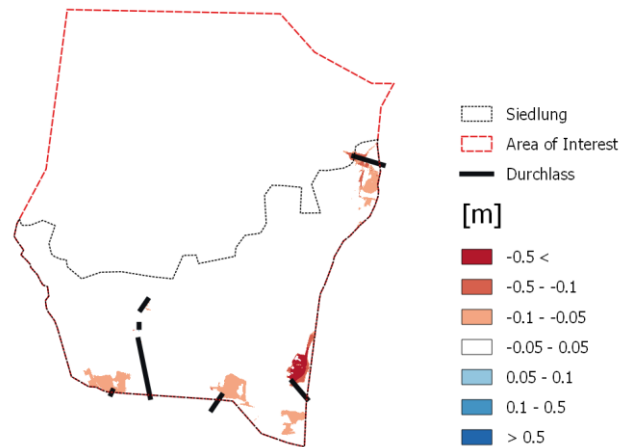 Siedlung
Area of Interest
Durchlass
[m]
-0.5 <
-0.5 - -0.1
-0.1 - -0.05
-0.05 - 0.05
0.05 - 0.1
0.1 - 0.5
> 0.5